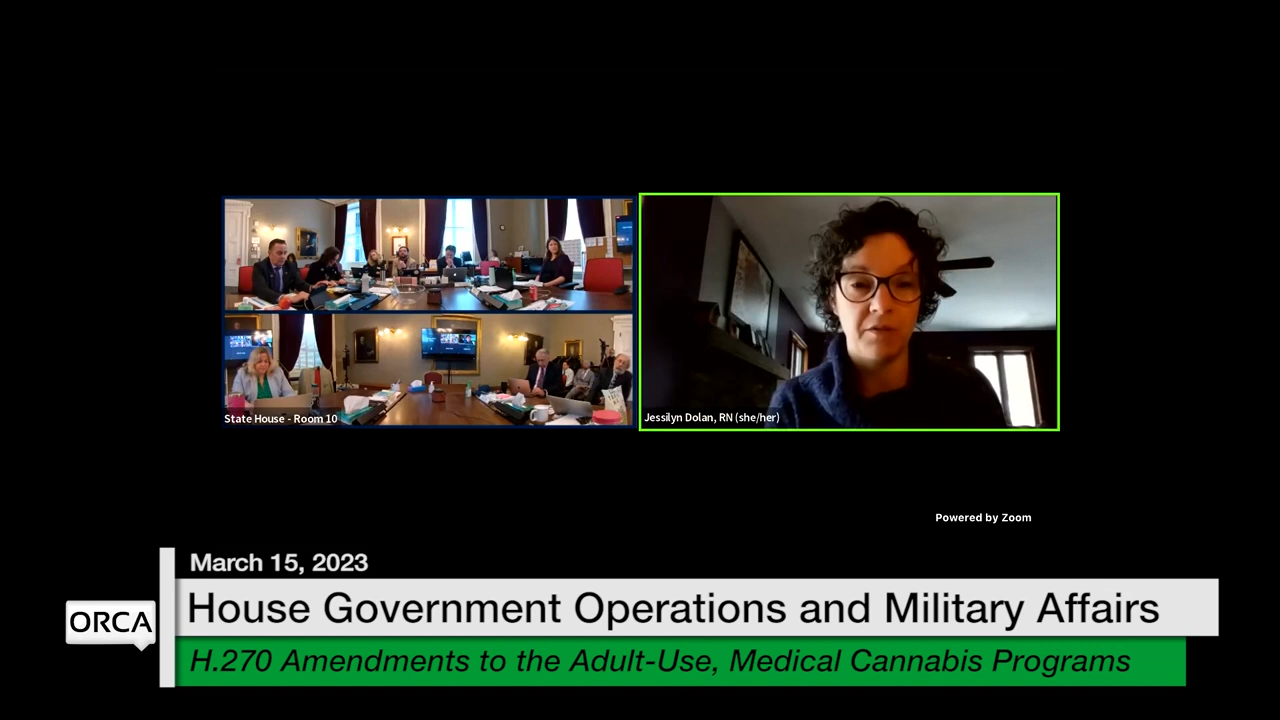 State House - Room 10
Jessilyn Dolan, RN (she/her)
Powered by Zoom
March 15, 2023
ORCA
House Government Operations and Military Affairs
H.270 Amendments to the Adult-Use, Medical Cannabis Programs